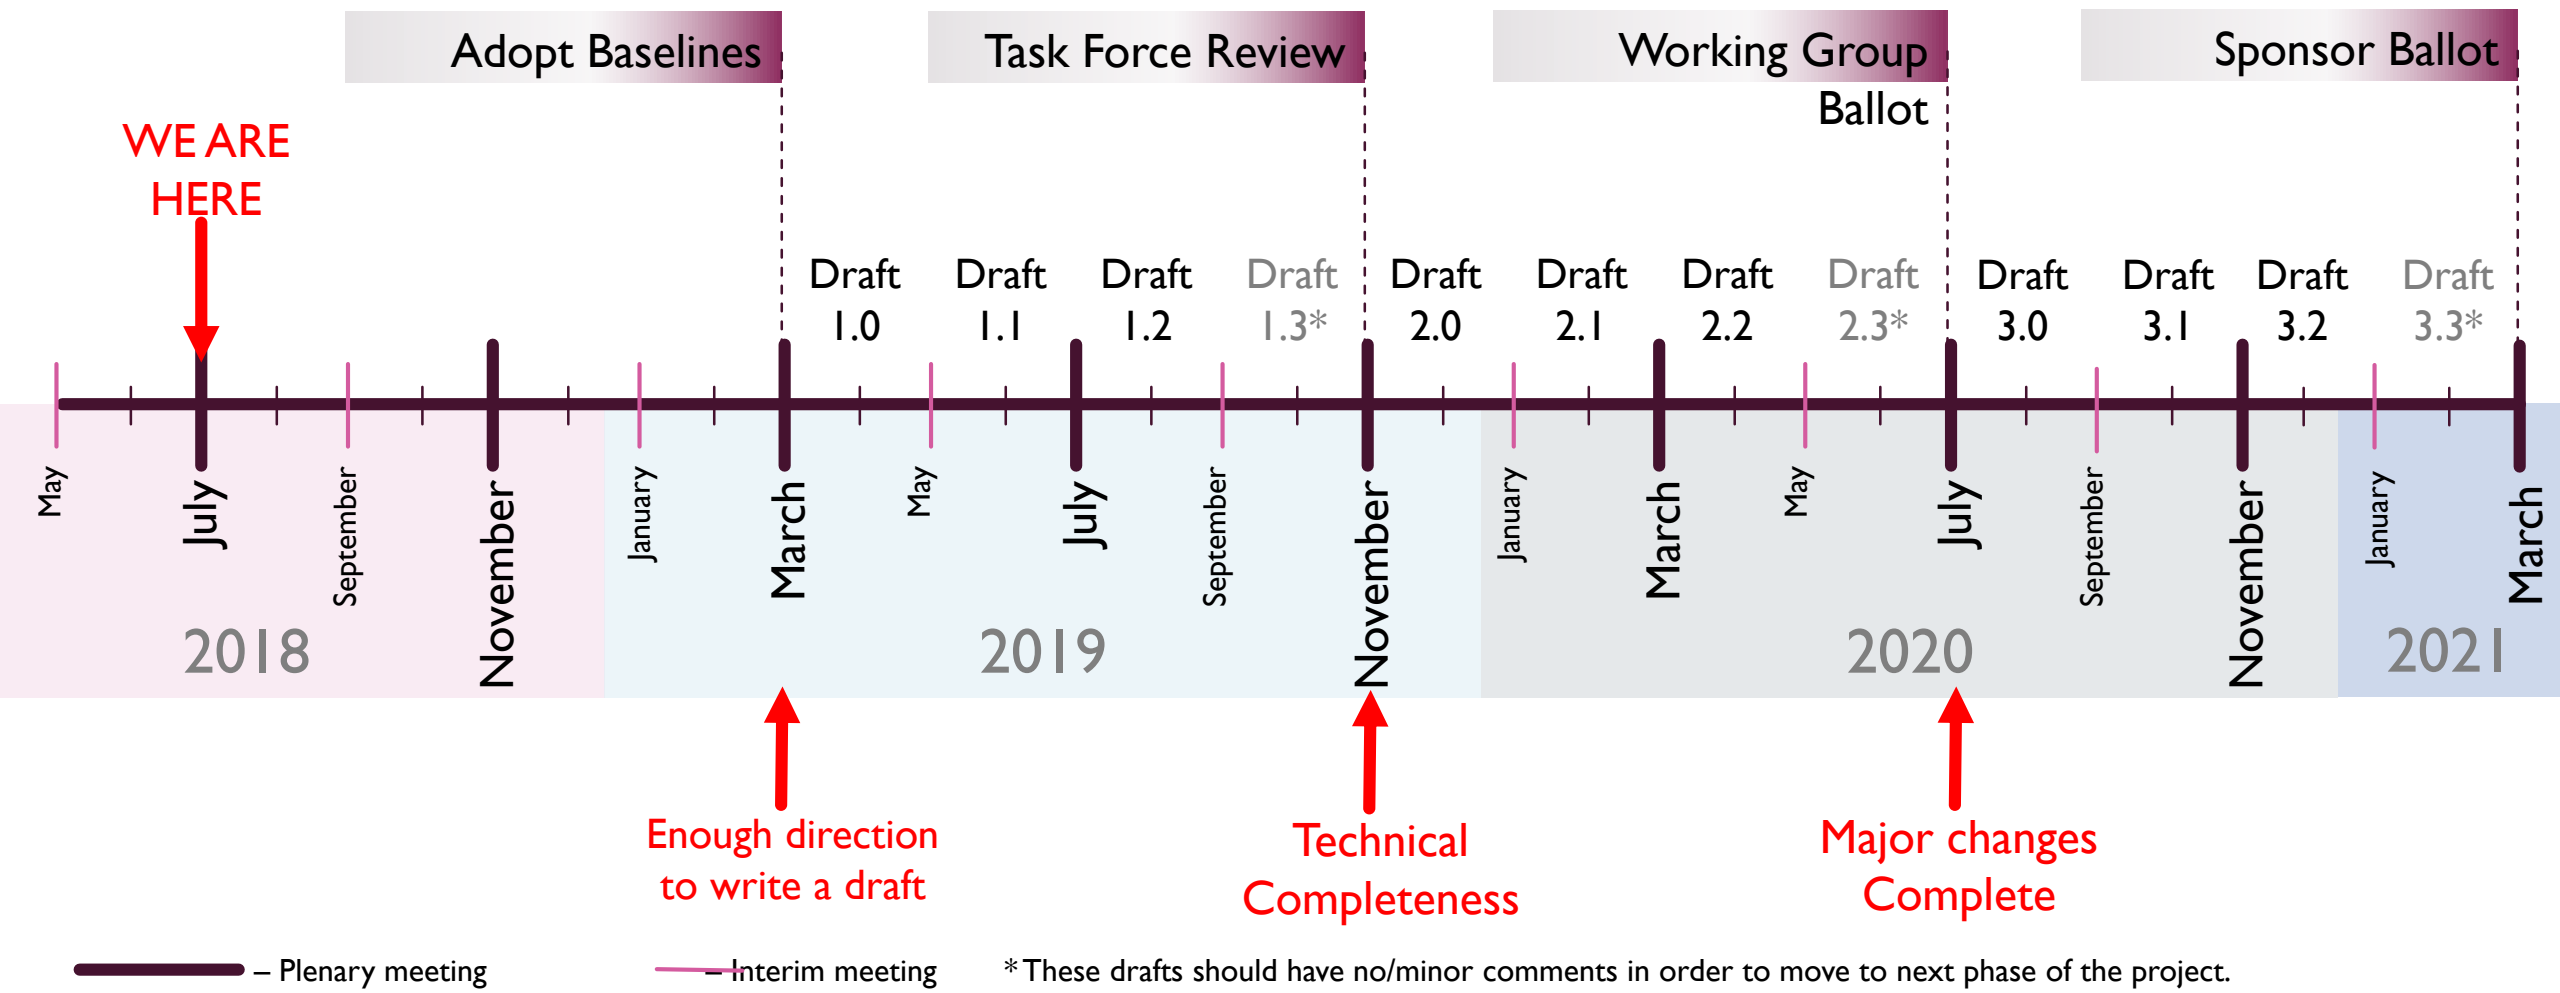 Adopt Baselines
Task Force Review
Working Group
Ballot
Sponsor Ballot
WE ARE
HERE
Draft
1.0
Draft
1.1
Draft
1.2
Draft
1.3*
Draft
2.0
Draft
2.1
Draft
2.2
Draft
2.3*
Draft
3.0
Draft
3.1
Draft
3.2
Draft
3.3*
May
July
September
November
January
March
May
July
September
November
January
March
May
July
September
November
January
March
2018
2019
2020
2021
Enough direction
to write a draft
Technical
Completeness
Major changes
Complete
– Plenary meeting
– Interim meeting
* These drafts should have no/minor comments in order to move to next phase of the project.